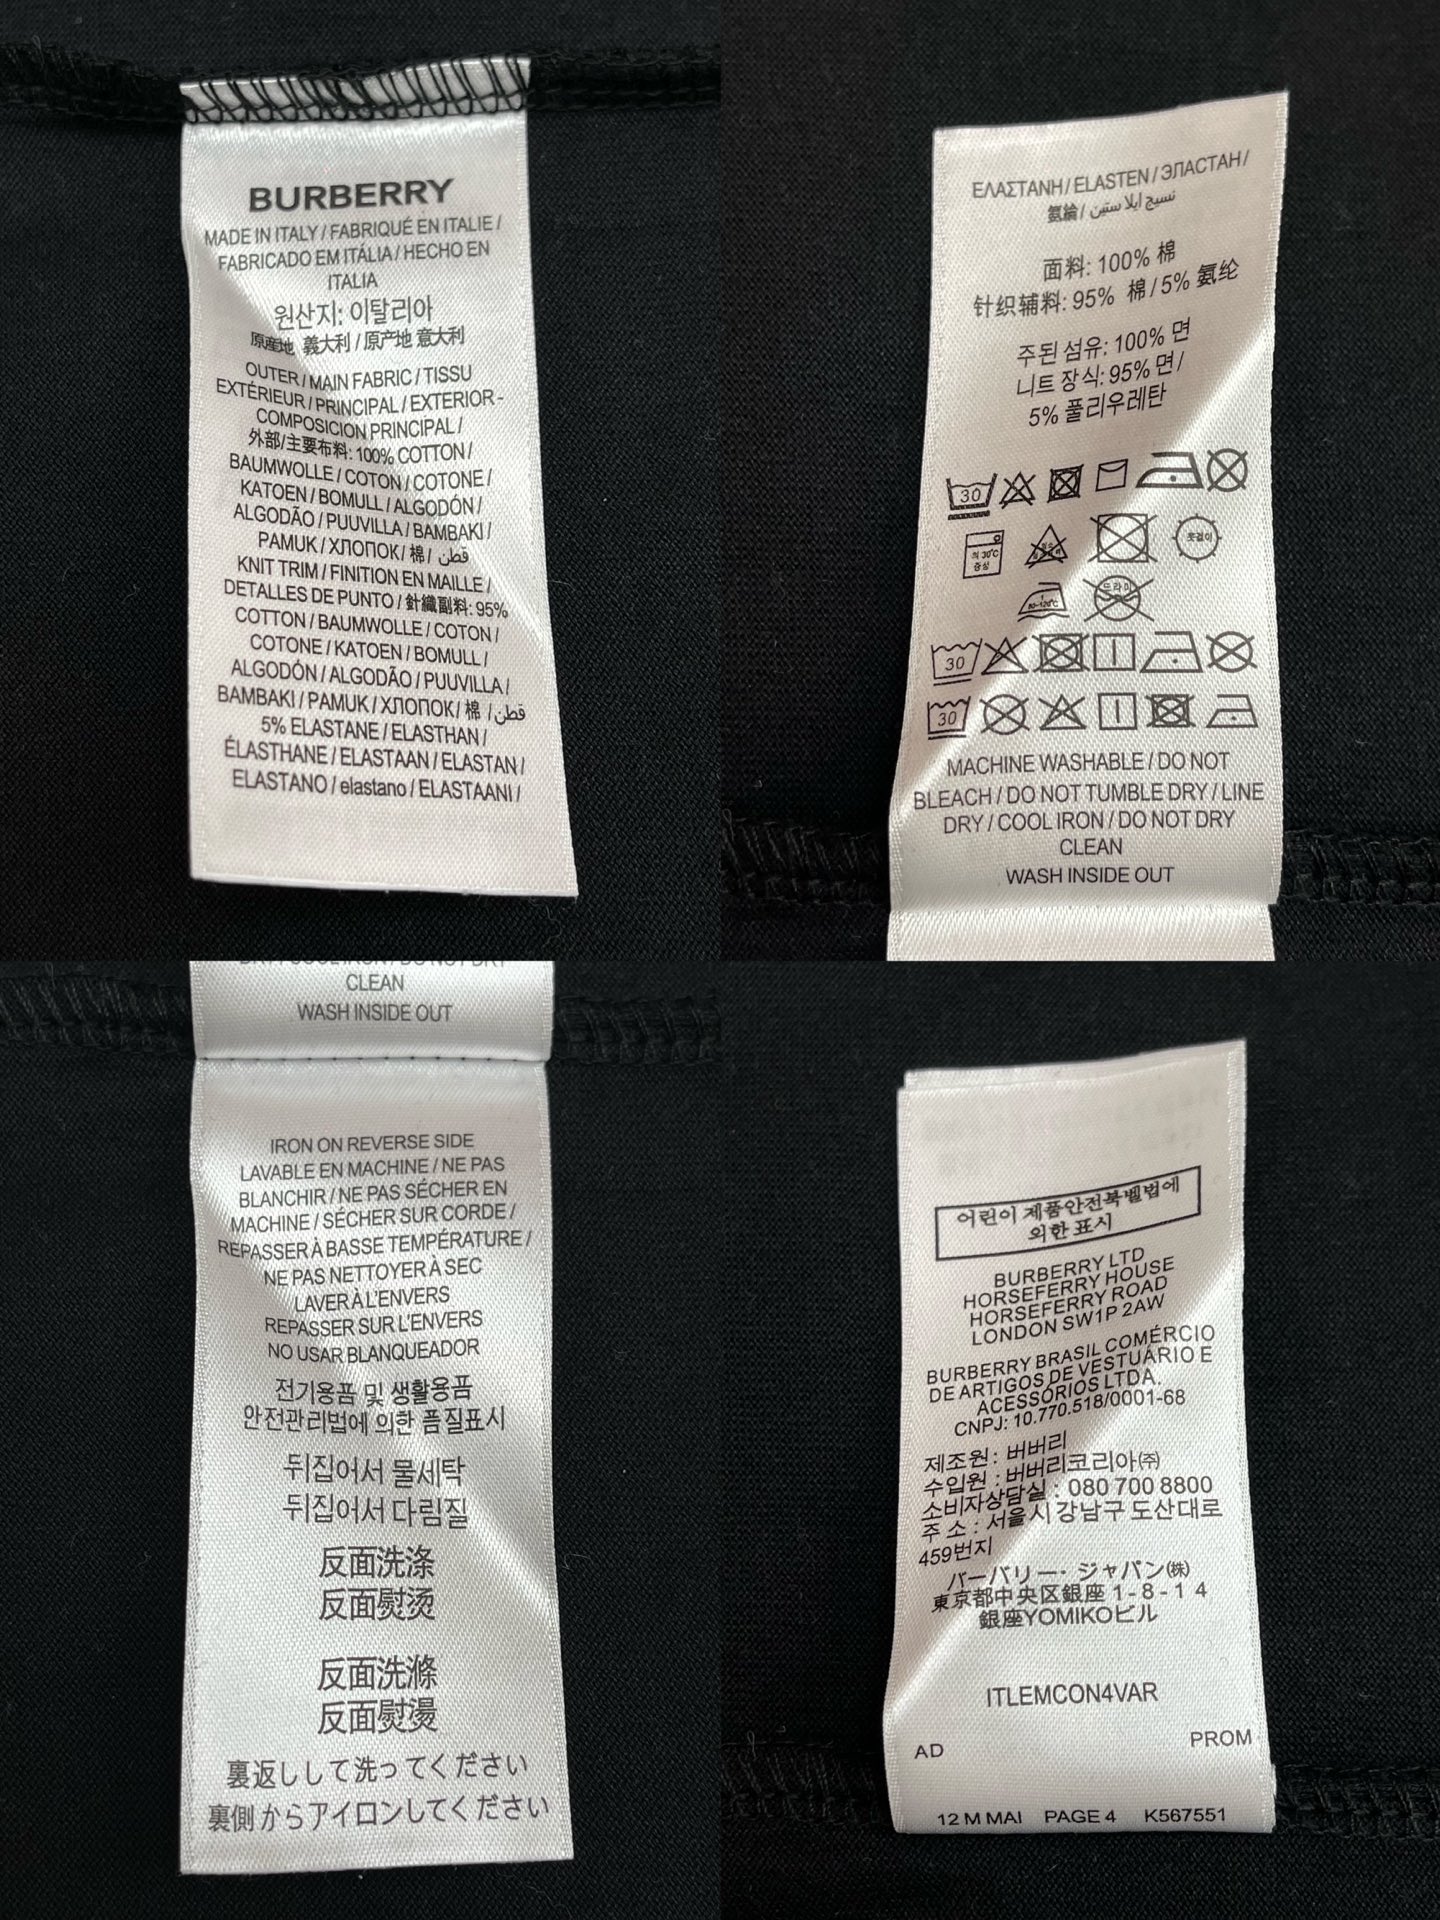 BURBERRY
MADE IN ITALY / FABRIQUÉ EN ITALIE /
FABRICADO EM ITÁLIA / HECHO EN
ITALIA
원산지: 이탈리아
原産地 義大利 / 原产地 意大利
OUTER / MAIN FABRIC / TISSU
EXTÉRIEUR / PRINCIPAL / EXTERIOR -
COMPOSICION PRINCIPAL /
外部/主要布料: 100% COTTON /
BAUMWOLLE / COTON / COTONE /
KATOEN / BOMULL / ALGODÓN /
ALGODÃO / PUUVILLA / BAMBAKI /
PAMUK / ХЛОПОК / 棉 / قطن
KNIT TRIM / FINITION EN MAILLE /
DETALLES DE PUNTO / 針織副料: 95%
COTTON / BAUMWOLLE / COTON /
COTONE / KATOEN / BOMULL /
ALGODÓN / ALGODÃO / PUUVILLA /
BAMBAKI / PAMUK / ХЛОПОК / 棉 / قطن
5% ELASTANE / ELASTHAN /
ÉLASTHANE / ELASTAAN / ELASTAN /
ELASTANO / elastano / ELASTAANI /
ΕΛΑΣΤΑΝΗ / ELASTEN / ЭЛАСТАН /
氨綸 / نسيج ايلاستين
面料: 100% 棉
针织辅料: 95% 棉 / 5% 氨纶
주된 섬유: 100% 면
니트 장식: 95% 면 /
5% 폴리우레탄
30
약 30°C
중성
옷걸이
80~120°C
드라이
30
30
MACHINE WASHABLE / DO NOT
BLEACH / DO NOT TUMBLE DRY / LINE
DRY / COOL IRON / DO NOT DRY
CLEAN
WASH INSIDE OUT
CLEAN
WASH INSIDE OUT
IRON ON REVERSE SIDE
LAVABLE EN MACHINE / NE PAS
BLANCHIR / NE PAS SÉCHER EN
MACHINE / SÉCHER SUR CORDE /
REPASSER À BASSE TEMPÉRATURE /
NE PAS NETTOYER À SEC
LAVER À L'ENVERS
REPASSER SUR L'ENVERS
NO USAR BLANQUEADOR
전기용품 및 생활용품
안전관리법에 의한 품질표시
뒤집어서 물세탁
뒤집어서 다림질
反面洗涤
反面熨烫
反面洗滌
反面熨燙
裏返しして洗ってください
裏側からアイロンしてください
어린이 제품안전특별법에
의한 표시
BURBERRY LTD
HORSEFERRY HOUSE
HORSEFERRY ROAD
LONDON SW1P 2AW
BURBERRY BRASIL COMÉRCIO
DE ARTIGOS DE VESTUÁRIO E
ACESSÓRIOS LTDA.
CNPJ: 10.770.518/0001-68
제조원: 버버리
수입원 : 버버리코리아㈜
소비자상담실 : 080 700 8800
주 소 : 서울시 강남구 도산대로
459번지
バーバリー・ジャパン㈱
東京都中央区銀座 1 - 8 - 1 4
銀座YOMIKOビル
ITLEMCON4VAR
AD PROM
12 M MAI PAGE 4 K567551